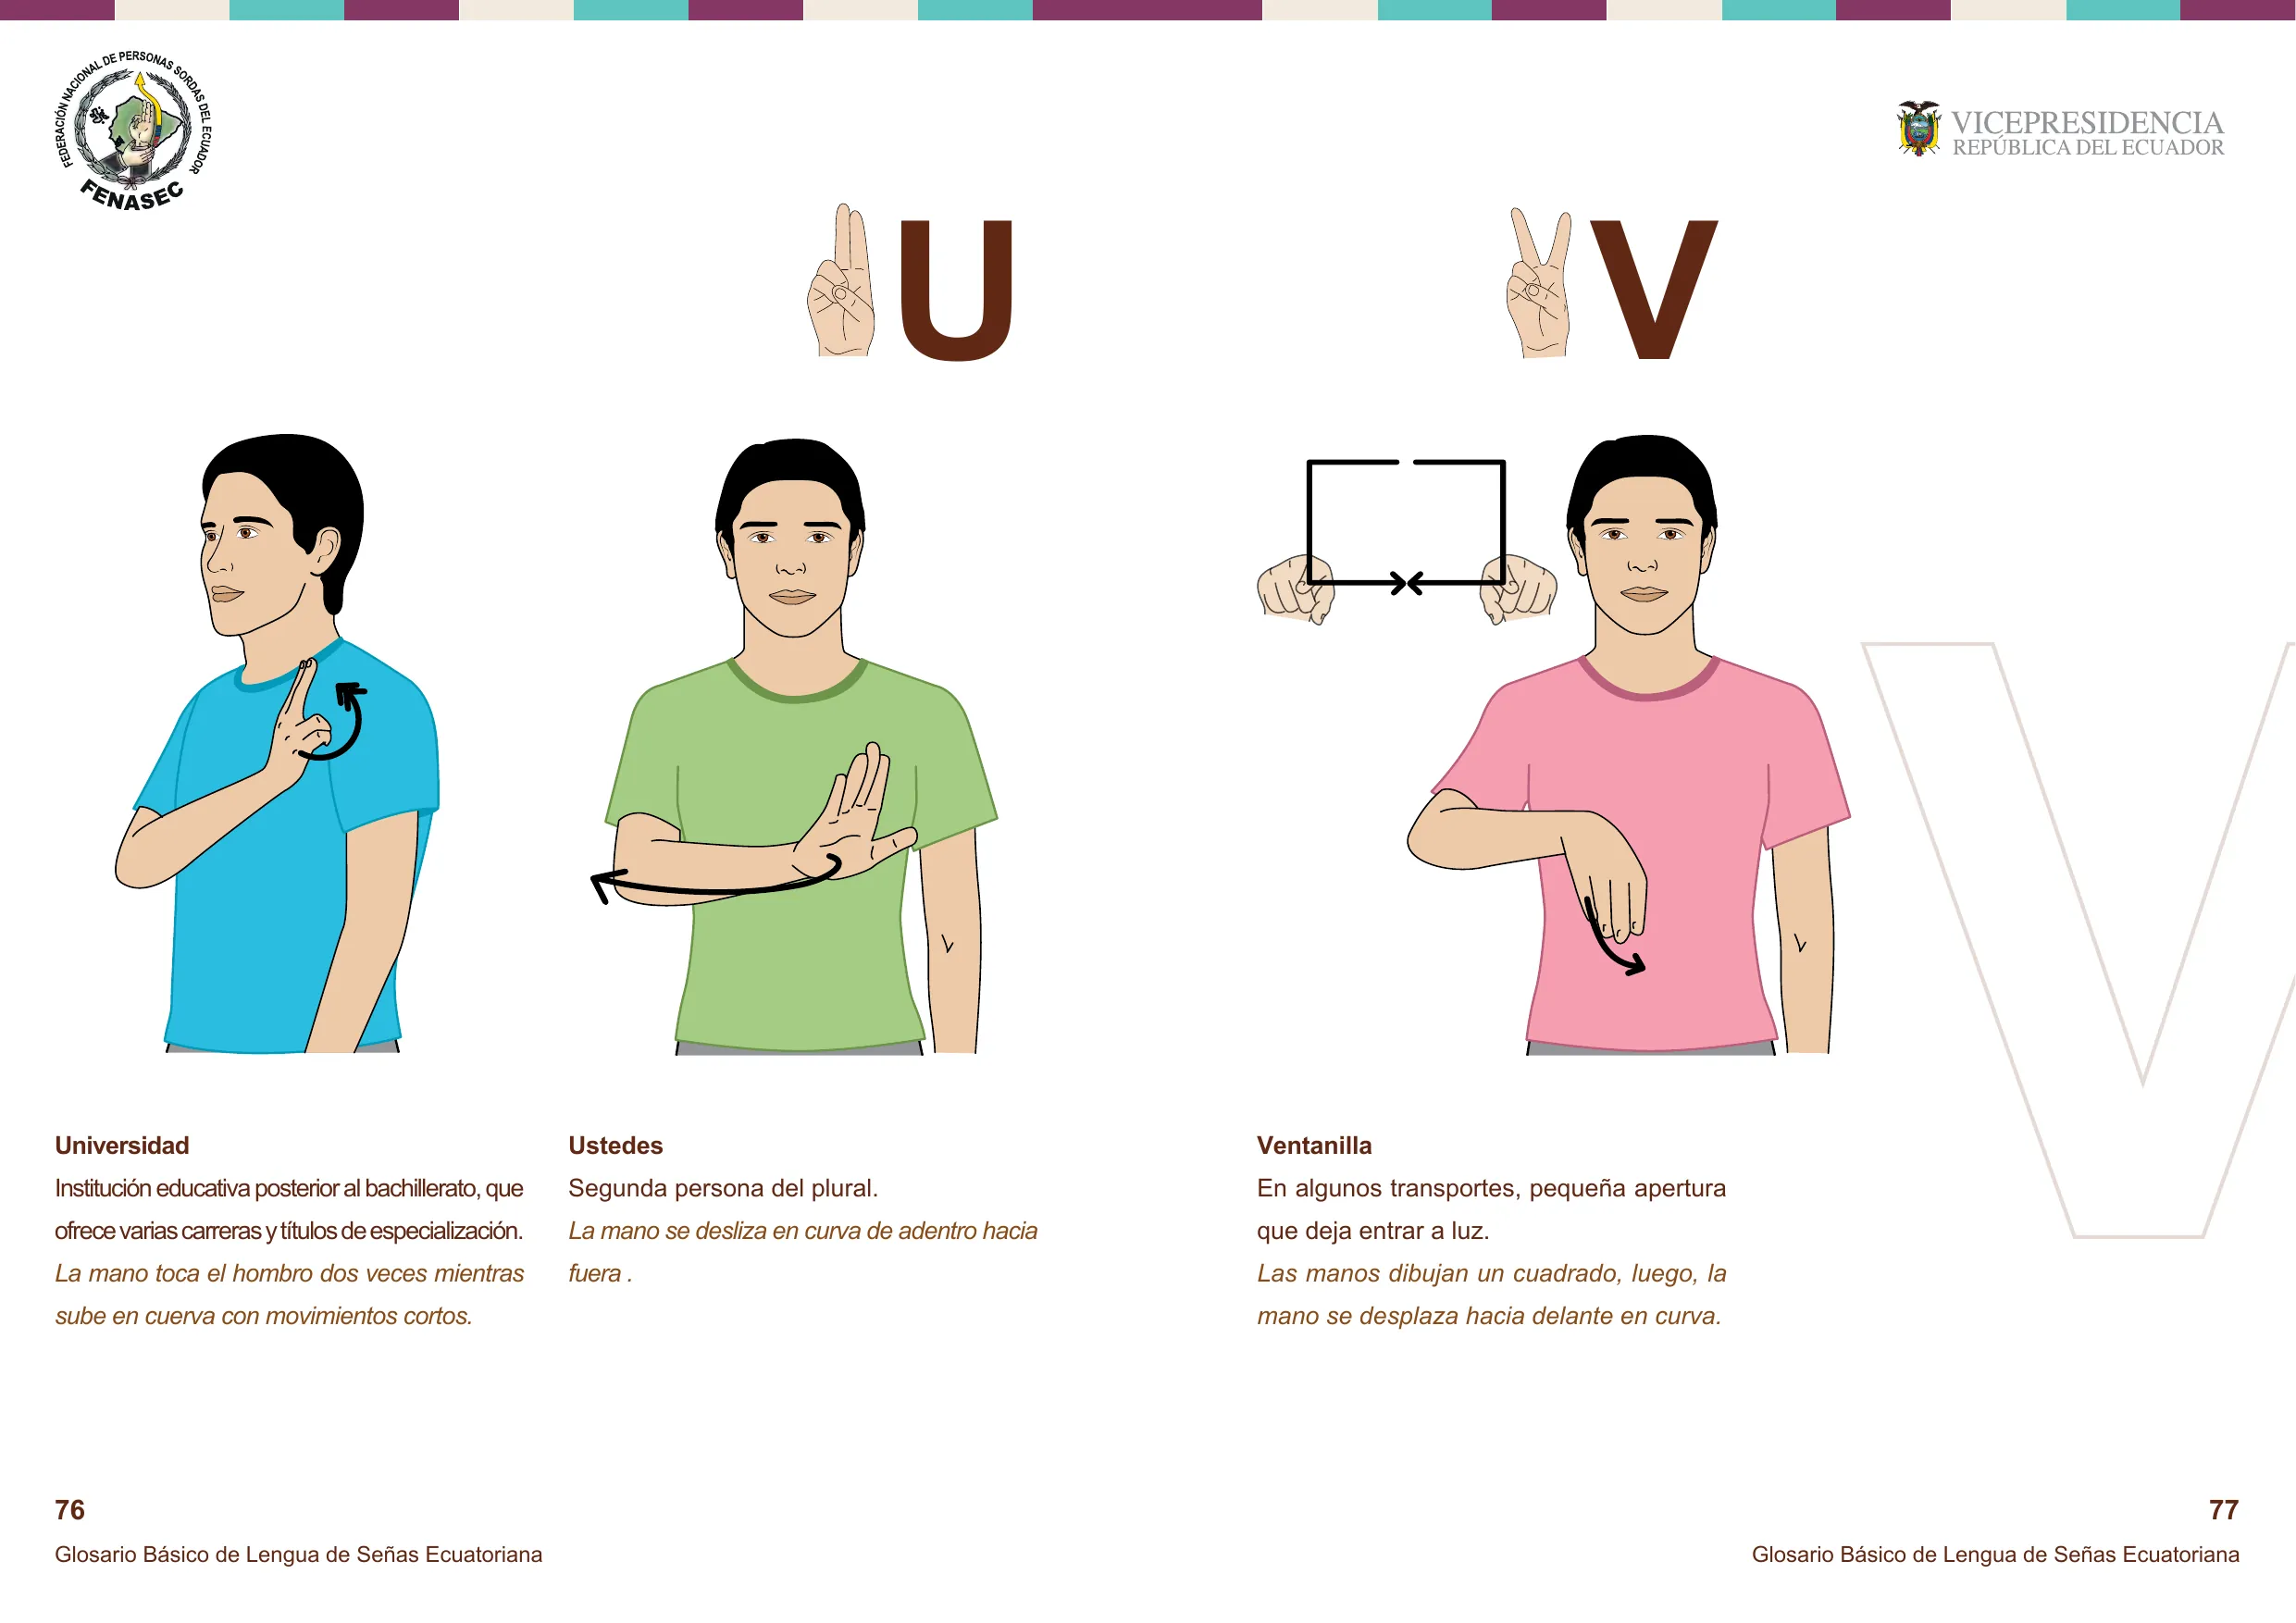 FEDERACIÓN NACIONAL DE PERSONAS SORDAS DEL ECUADOR
FENASEC
VICEPRESIDENCIA
REPÚBLICA DEL ECUADOR
U
V
V
Universidad
Institución educativa posterior al bachillerato, que
ofrece varias carreras y títulos de especialización.
La mano toca el hombro dos veces mientras
sube en cuerva con movimientos cortos.
Ustedes
Segunda persona del plural.
La mano se desliza en curva de adentro hacia
fuera .
Ventanilla
En algunos transportes, pequeña apertura
que deja entrar a luz.
Las manos dibujan un cuadrado, luego, la
mano se desplaza hacia delante en curva.
76
Glosario Básico de Lengua de Señas Ecuatoriana
77
Glosario Básico de Lengua de Señas Ecuatoriana